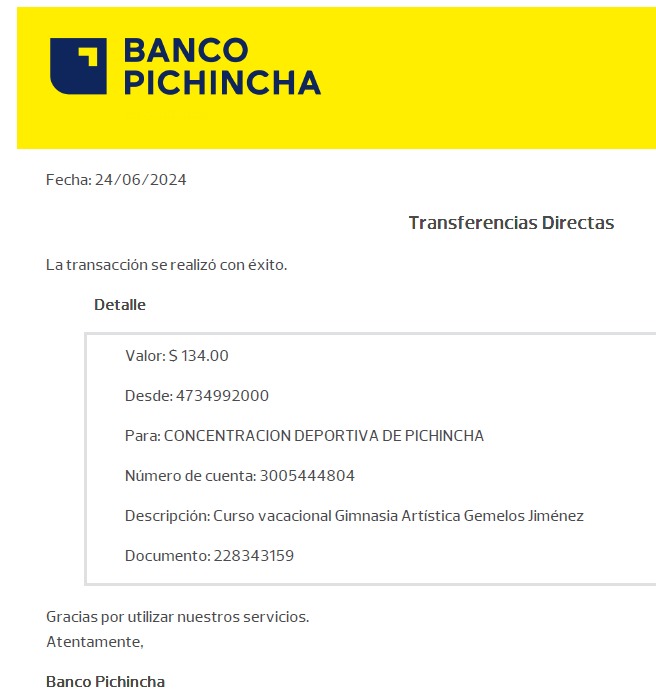 BANCO
PICHINCHA
Fecha: 24/06/2024
Transferencias Directas
La transacción se realizó con éxito.
Detalle
Valor: $ 134.00
Desde: 4734992000
Para: CONCENTRACION DEPORTIVA DE PICHINCHA
Número de cuenta: 3005444804
Descripción: Curso vacacional Gimnasia Artística Gemelos Jiménez
Documento: 228343159
Gracias por utilizar nuestros servicios.
Atentamente,
Banco Pichincha